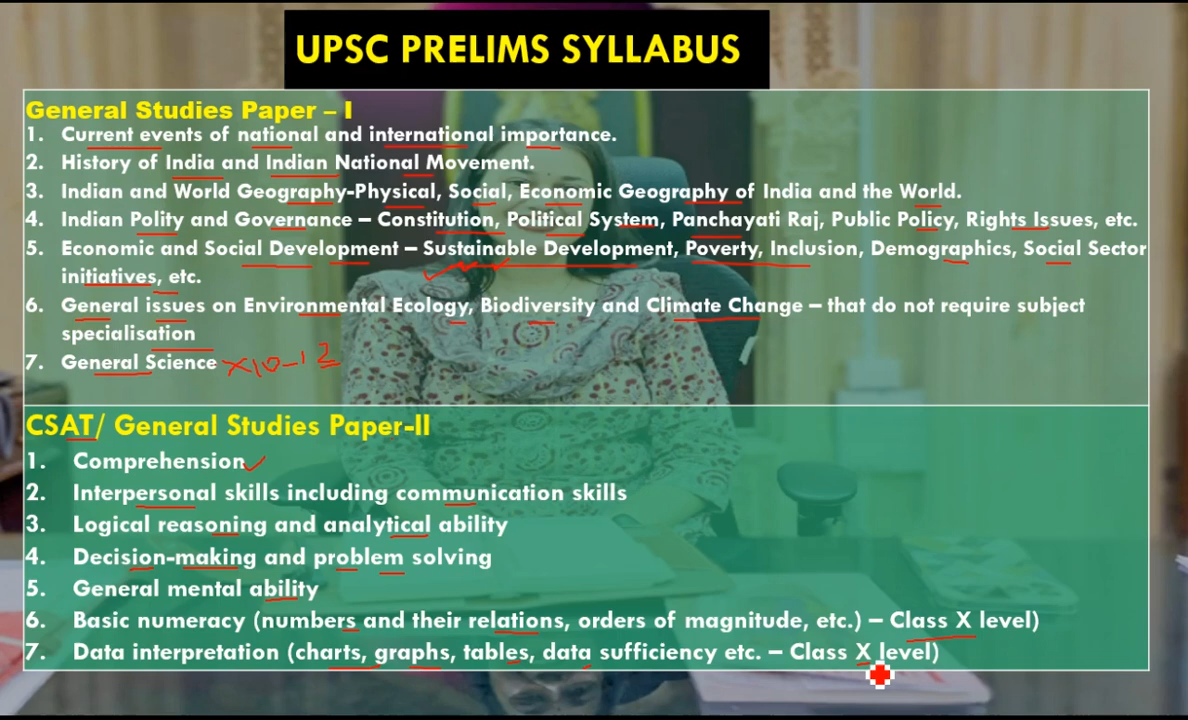 UPSC PRELIMS SYLLABUS
General Studies Paper – I
1. Current events of national and international importance.
2. History of India and Indian National Movement.
3. Indian and World Geography-Physical, Social, Economic Geography of India and the World.
4. Indian Polity and Governance – Constitution, Political System, Panchayati Raj, Public Policy, Rights Issues, etc.
5. Economic and Social Development – Sustainable Development, Poverty, Inclusion, Demographics, Social Sector
initiatives, etc.
6. General issues on Environmental Ecology, Biodiversity and Climate Change – that do not require subject
specialisation
7. General Science X10-12
CSAT/ General Studies Paper-II
1. Comprehension
2. Interpersonal skills including communication skills
3. Logical reasoning and analytical ability
4. Decision-making and problem solving
5. General mental ability
6. Basic numeracy (numbers and their relations, orders of magnitude, etc.) – Class X level)
7. Data interpretation (charts, graphs, tables, data sufficiency etc. – Class X level)